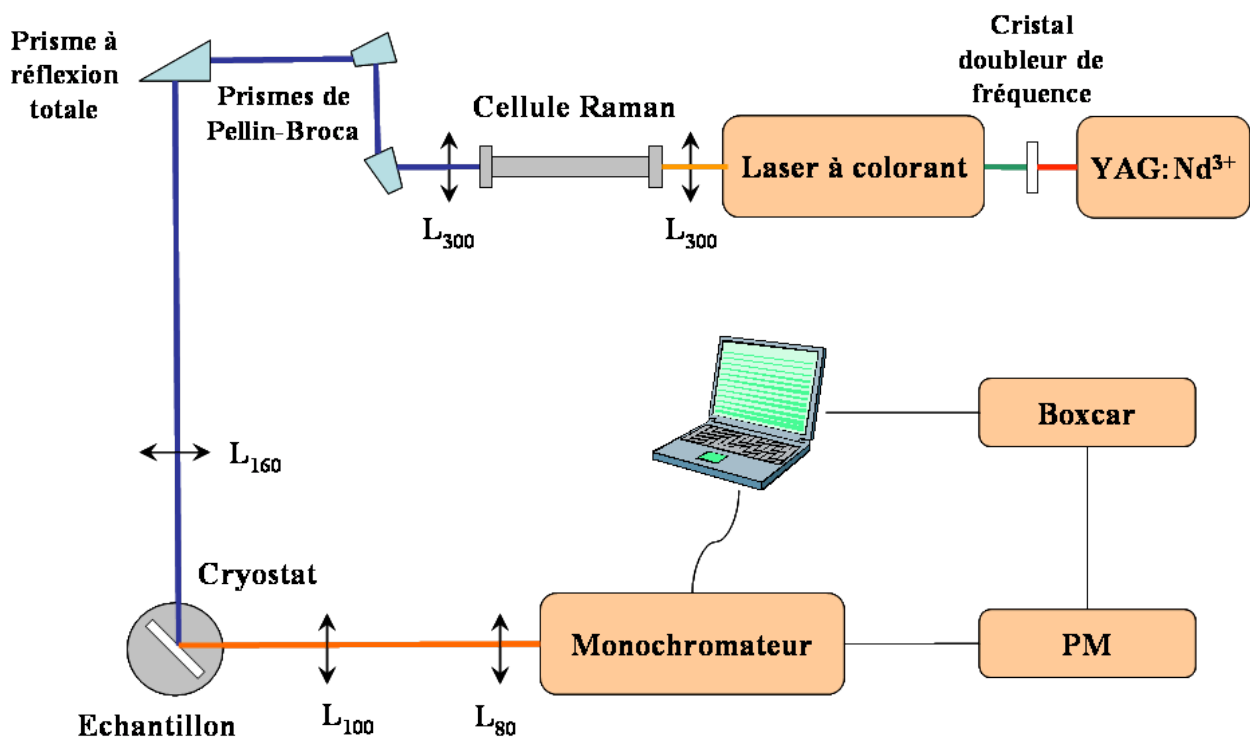 Prisme à
réflexion
totale
Prismes de
Pellin-Broca
Cellule Raman
Cristal
doubleur de
fréquence
Laser à colorant
YAG:Nd³⁺
L₃₀₀
L₃₀₀
L₁₆₀
Boxcar
Cryostat
Monochromateur
PM
Echantillon
L₁₀₀
L₈₀